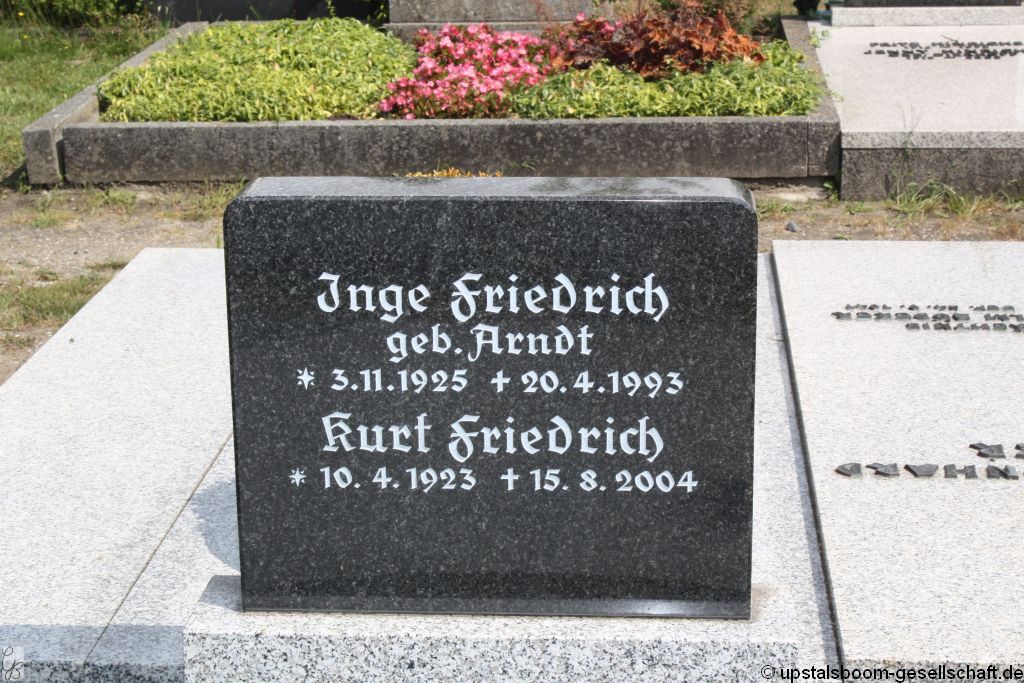 Inge Friedrich
geb. Arndt
* 3.11.1925 † 20.4.1993
Kurt Friedrich
* 10. 4. 1923 † 15. 8. 2004
© upstalsboom-gesellschaft.de